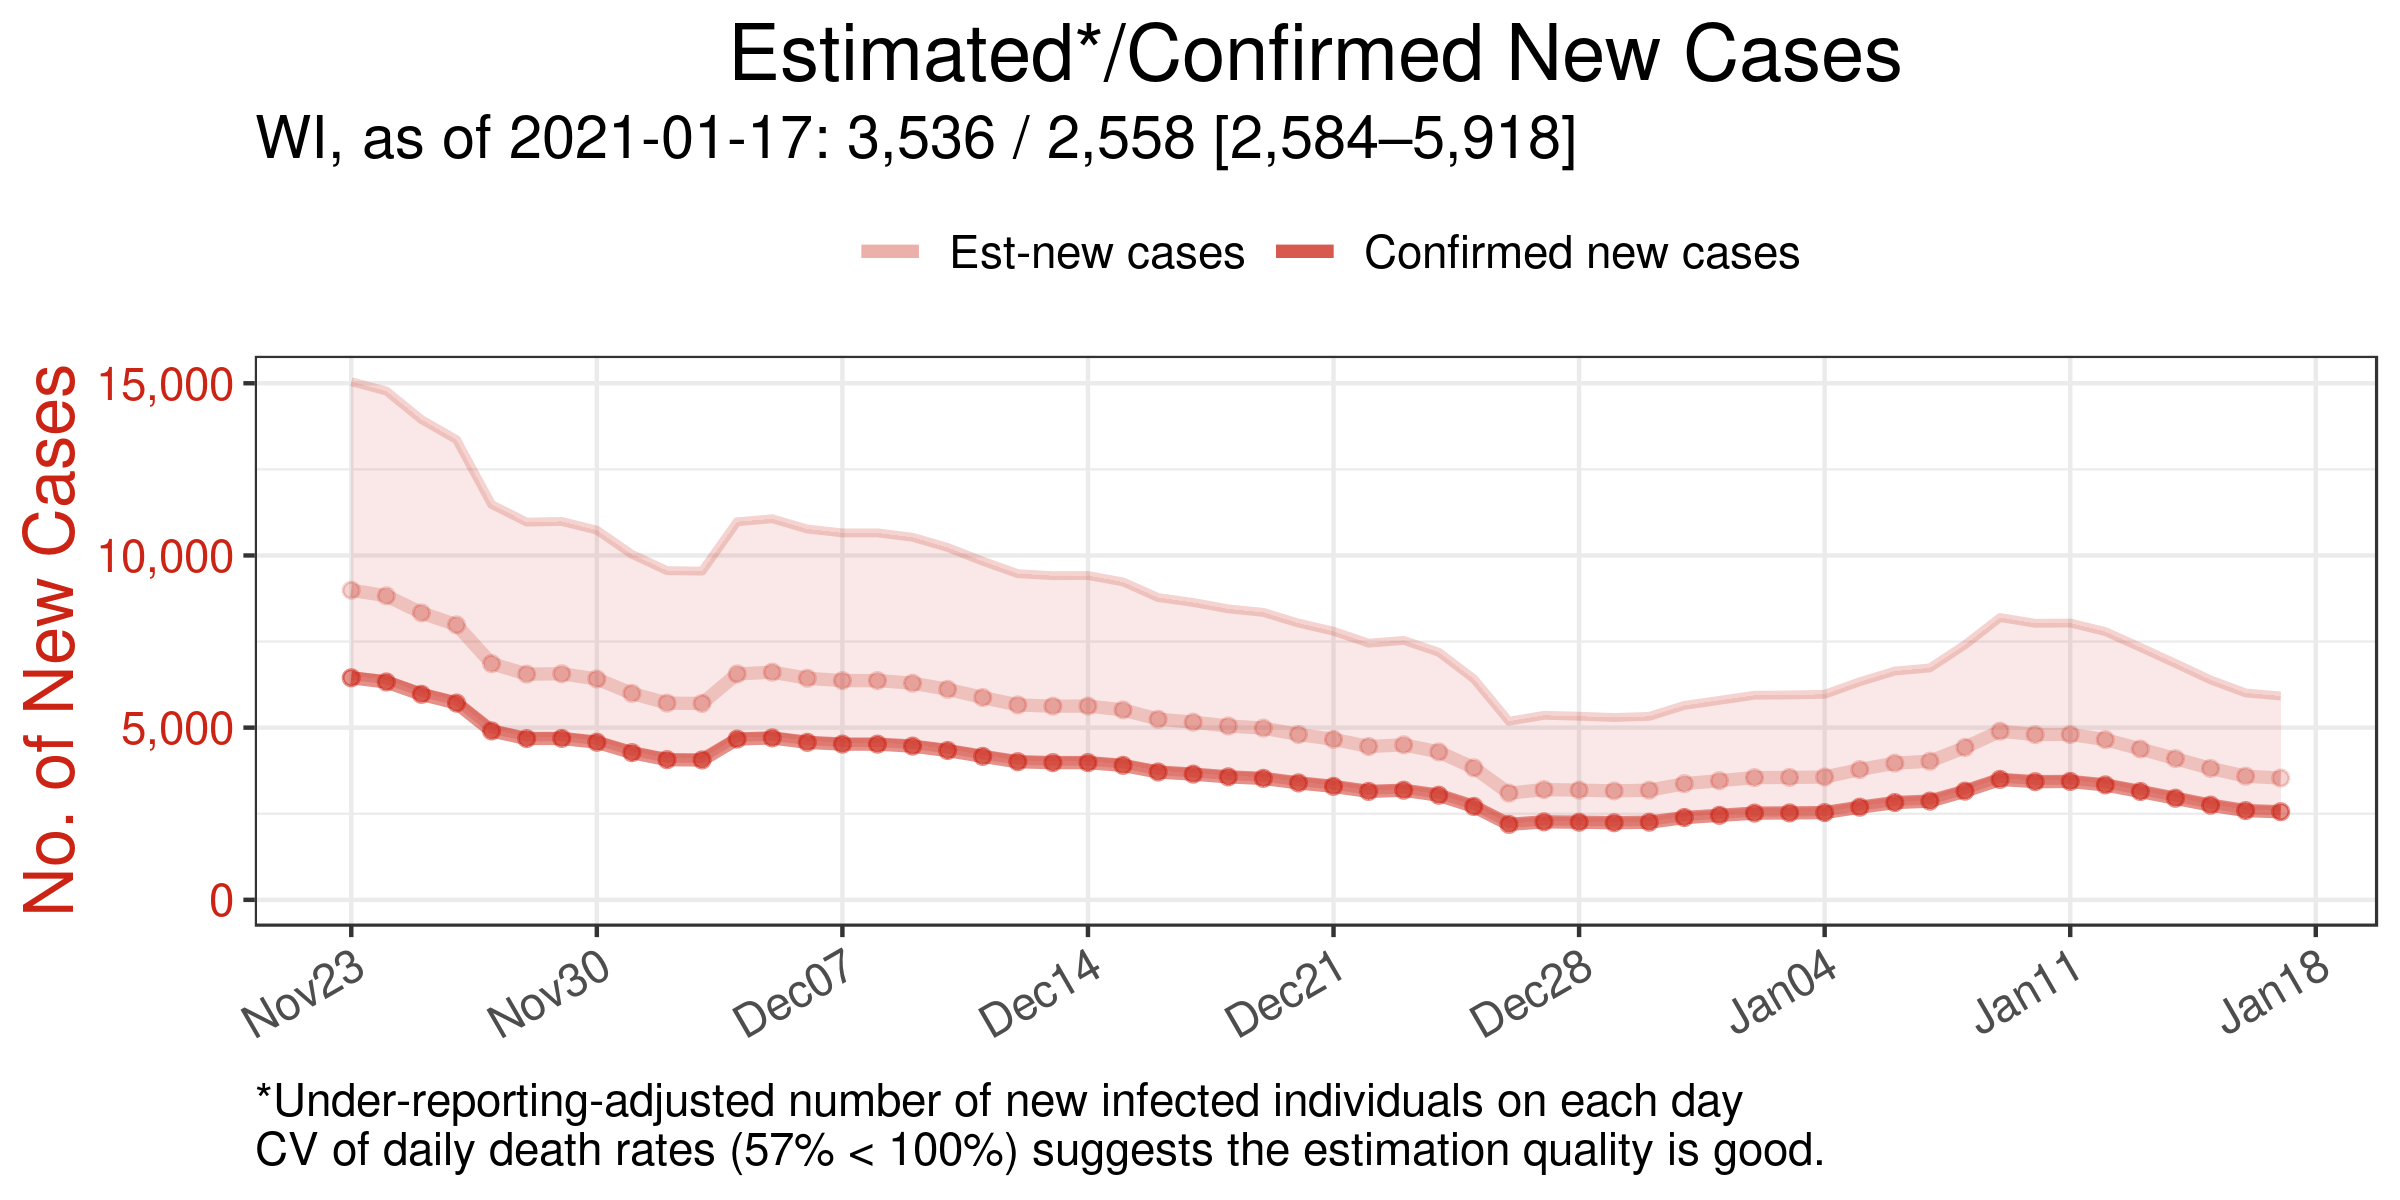 Estimated*/Confirmed New Cases
WI, as of 2021-01-17: 3,536 / 2,558 [2,584–5,918]
Est-new cases
Confirmed new cases
No. of New Cases
15,000
10,000
5,000
0
Nov23
Nov30
Dec07
Dec14
Dec21
Dec28
Jan04
Jan11
Jan18
*Under-reporting-adjusted number of new infected individuals on each day
CV of daily death rates (57% < 100%) suggests the estimation quality is good.